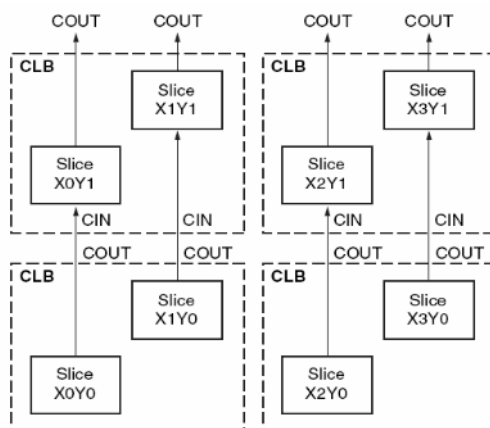 COUT COUT COUT COUT
CLB
Slice
X1Y1
Slice
X0Y1
CIN CIN
COUT COUT
CLB
Slice
X3Y1
Slice
X2Y1
CIN CIN
COUT COUT
CLB
Slice
X1Y0
Slice
X0Y0
CLB
Slice
X3Y0
Slice
X2Y0